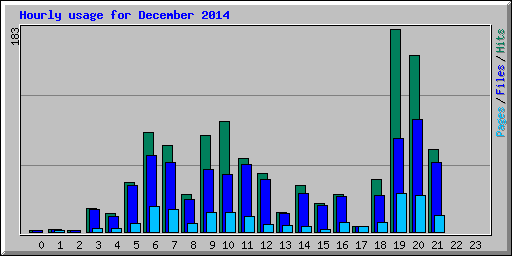 Hourly usage for December 2014
183
Pages / Files / Hits
0 1 2 3 4 5 6 7 8 9 10 11 12 13 14 15 16 17 18 19 20 21 22 23